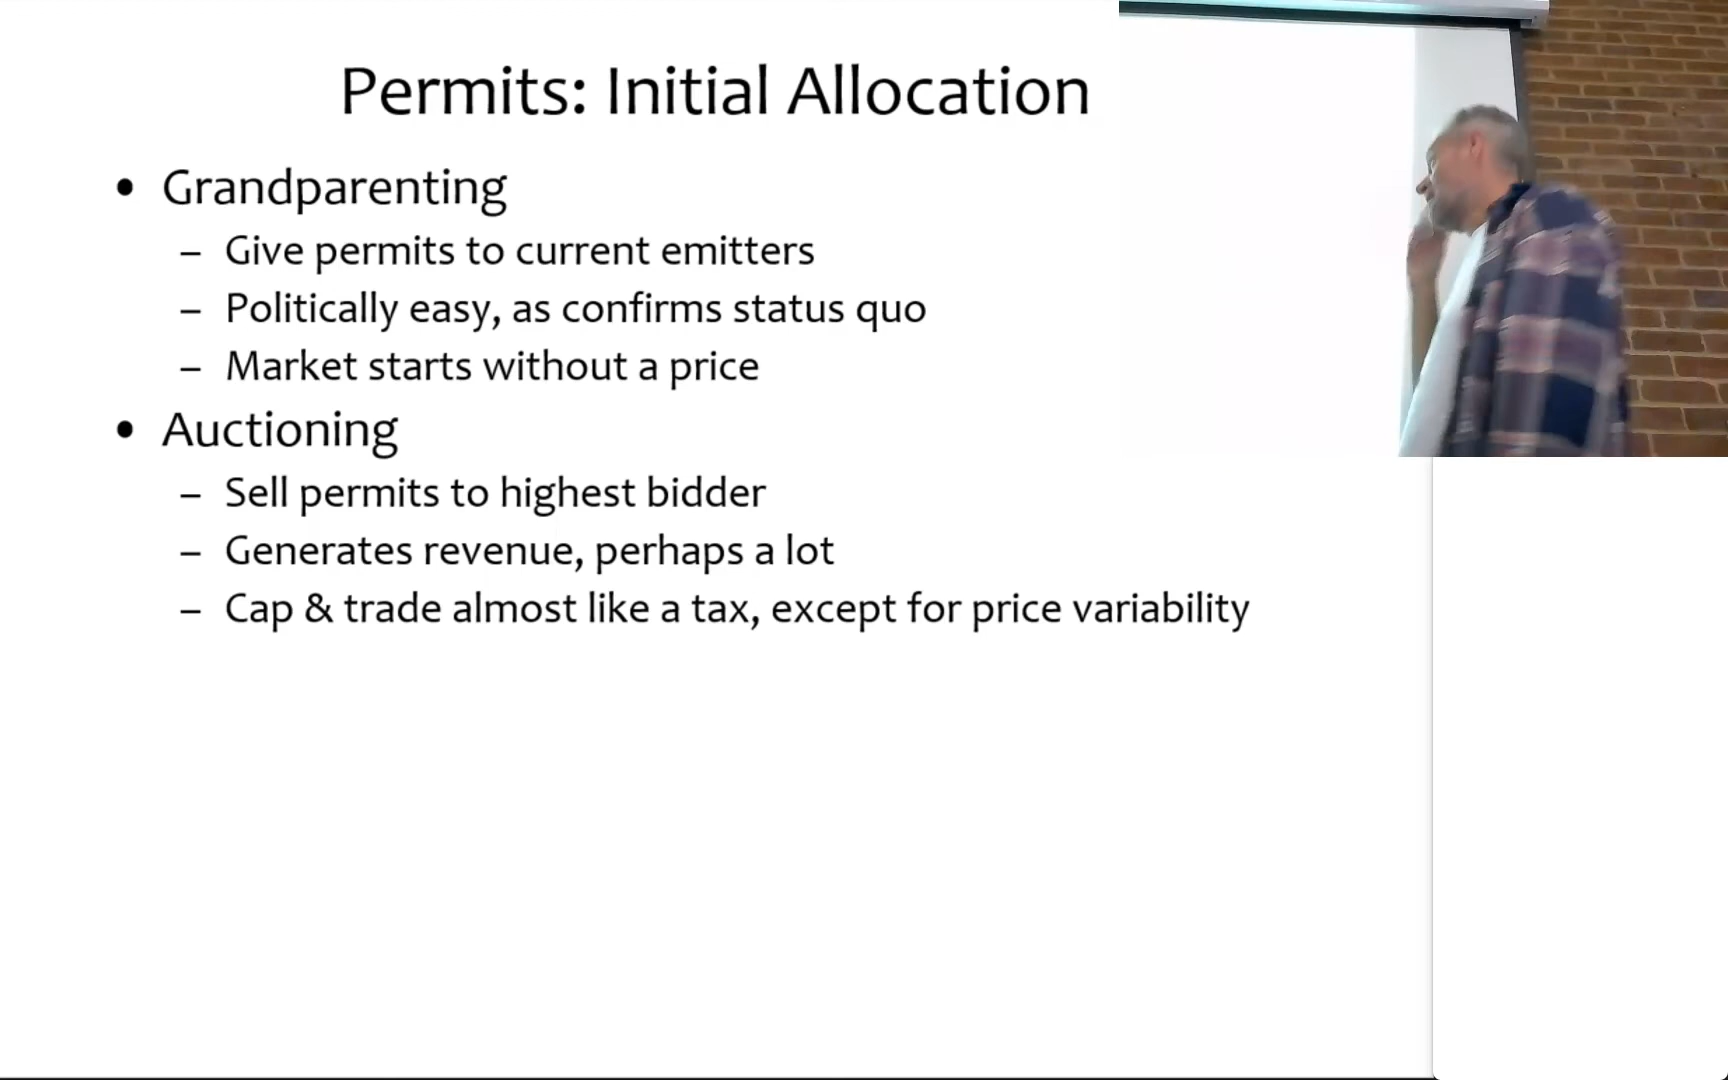 Permits: Initial Allocation
• Grandparenting
– Give permits to current emitters
– Politically easy, as confirms status quo
– Market starts without a price
• Auctioning
– Sell permits to highest bidder
– Generates revenue, perhaps a lot
– Cap & trade almost like a tax, except for price variability